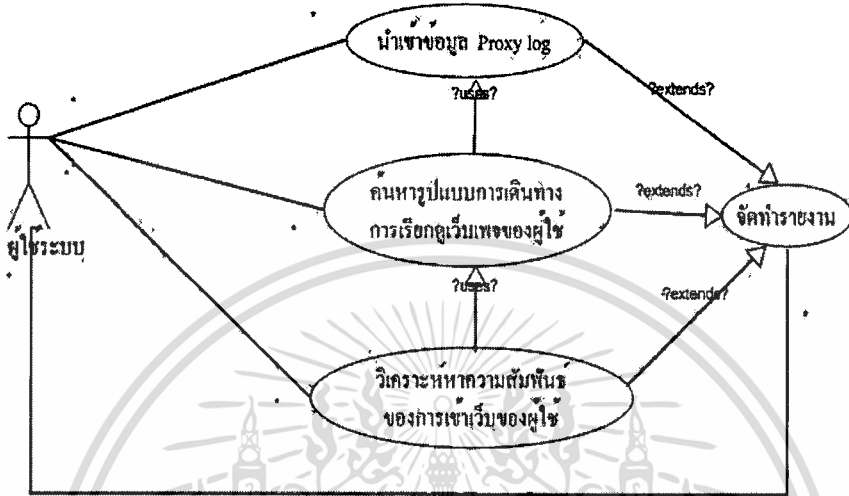 นำเข้าข้อมูล Proxy log
?uses?
?extends?
ค้นหารูปแบบการเดินทาง
การเรียกดูเว็บเพจของผู้ใช้
?extends?
จัดทำรายงาน
ผู้ใช้ระบบ
?uses?
?extends?
วิเคราะห์หาความสัมพันธ์
ของการเข้าเว็บของผู้ใช้